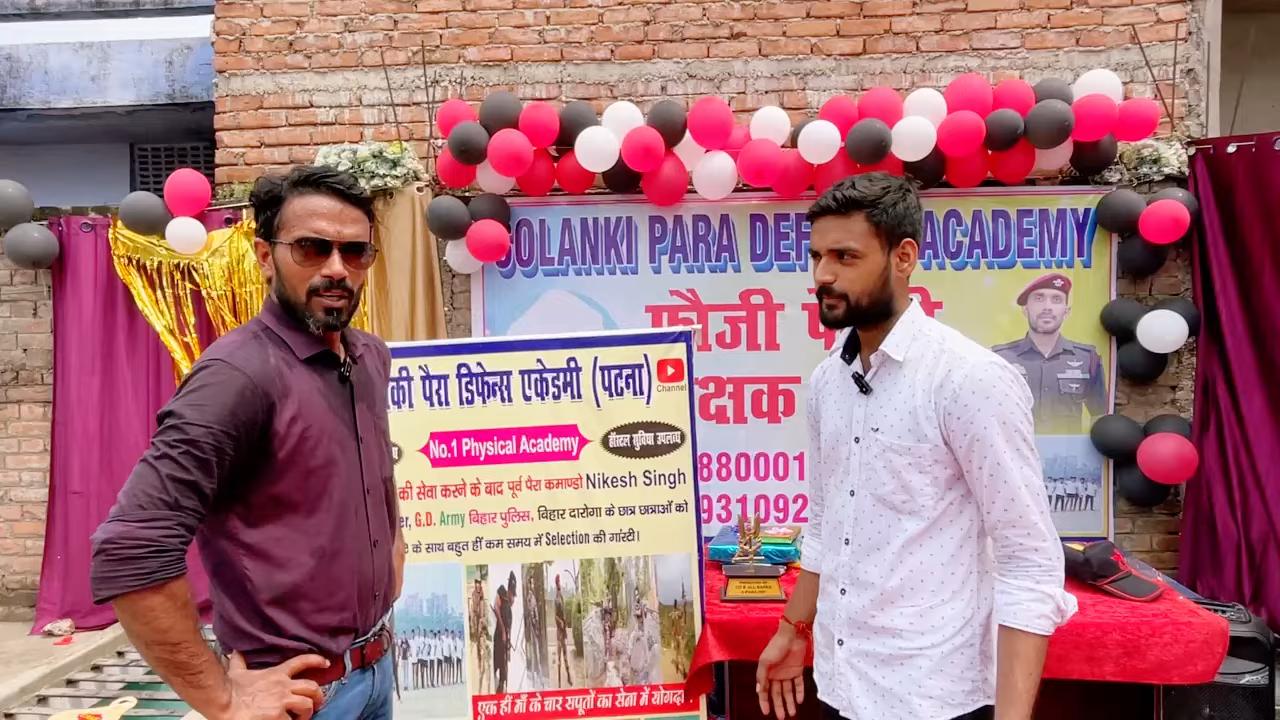 SOLANKI PARA DEF ACADEMY
फौजी
क्षक
880001
931092
की पैरा डिफेन्स एकेडमी (पटना)
Channel
No.1 Physical Academy
हॉस्टल सुविधा उपलब्ध
की सेवा करने के बाद पूर्व पैरा कमाण्डो Nikesh Singh
er, G.D. Army बिहार पुलिस, बिहार दारोगा के छात्र छात्राओं को
के साथ बहुत हीं कम समय में Selection की गारंटी।
एक हीं माँ के चार सपूतों का सेना में योगदा